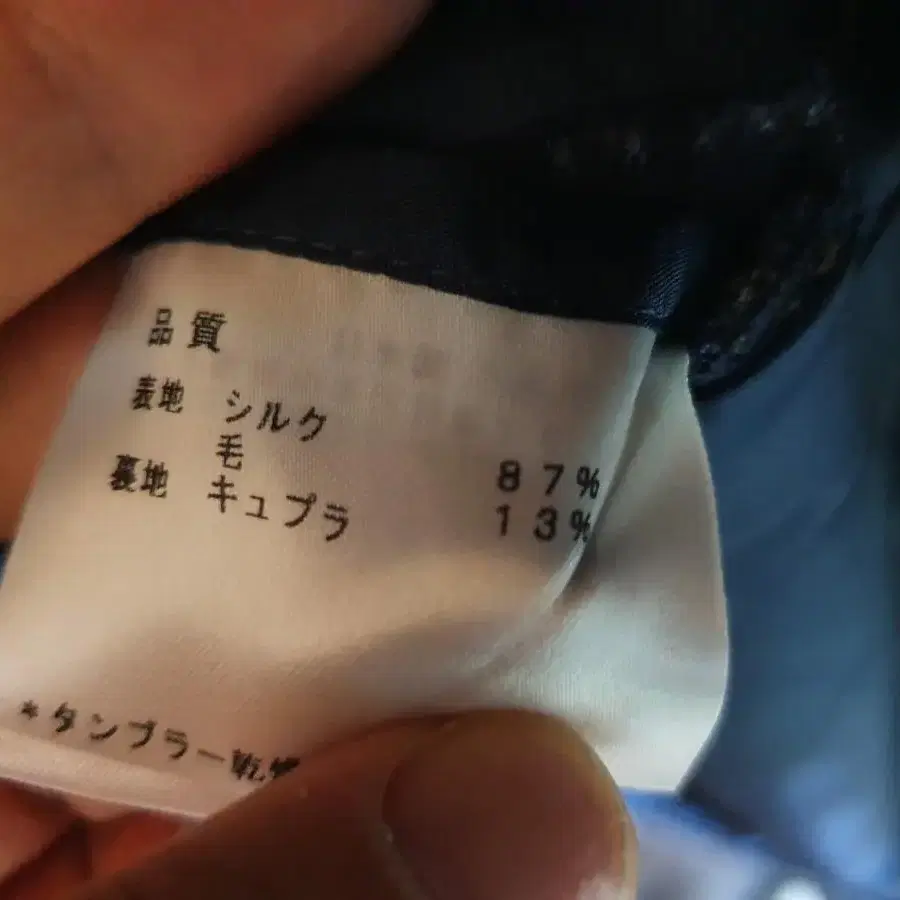 品質
表地 シルク 87%
毛 13%
裏地 キュプラ
*タンブラー乾燥